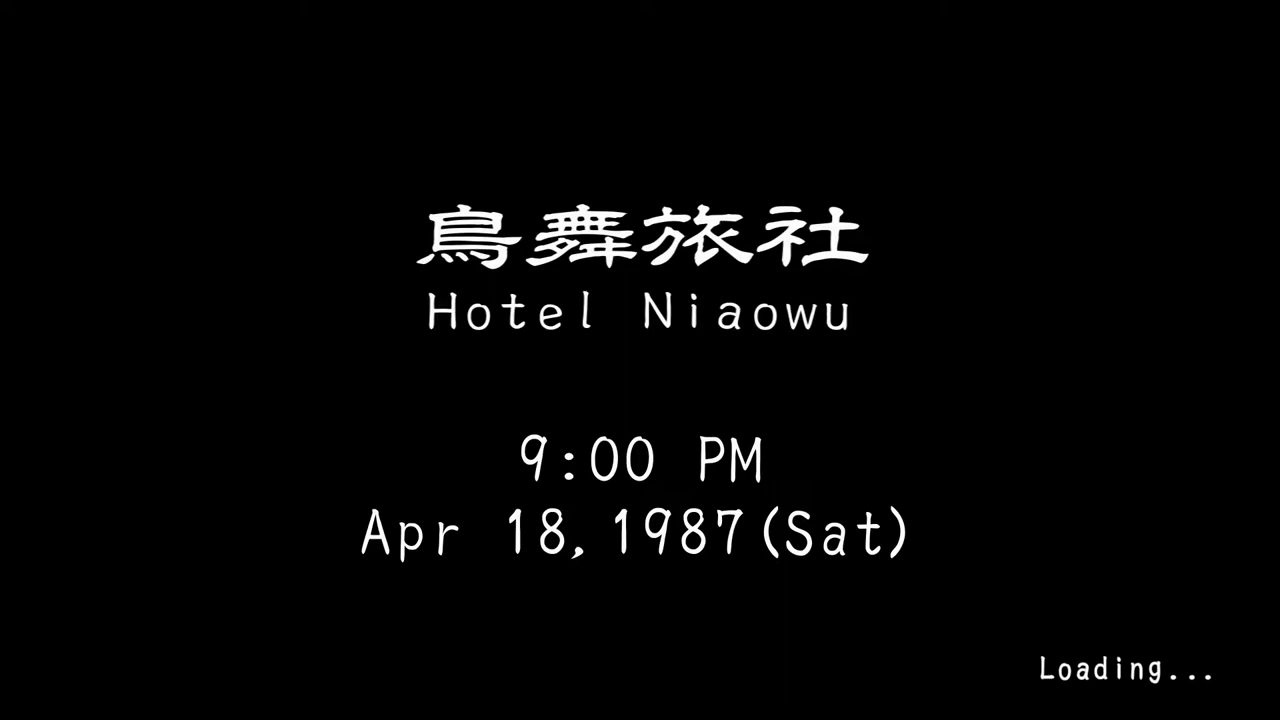 鳥舞旅社
Hotel Niaowu
9:00 PM
Apr 18,1987(Sat)
Loading...